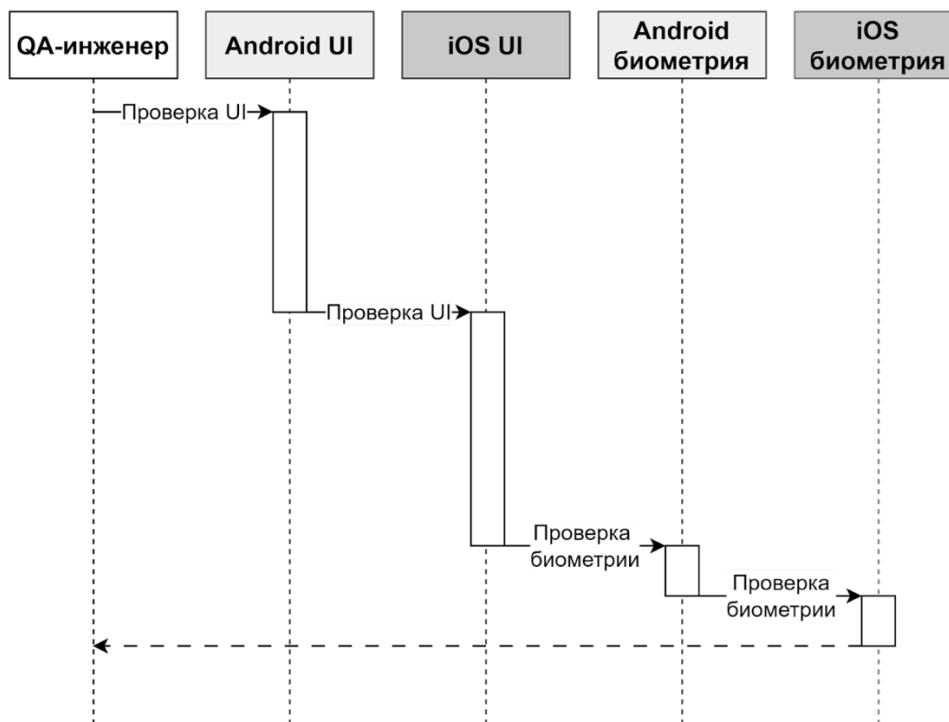 QA-инженер
Android UI
iOS UI
Android
биометрия
iOS
биометрия
Проверка UI
Проверка UI
Проверка
биометрии
Проверка
биометрии